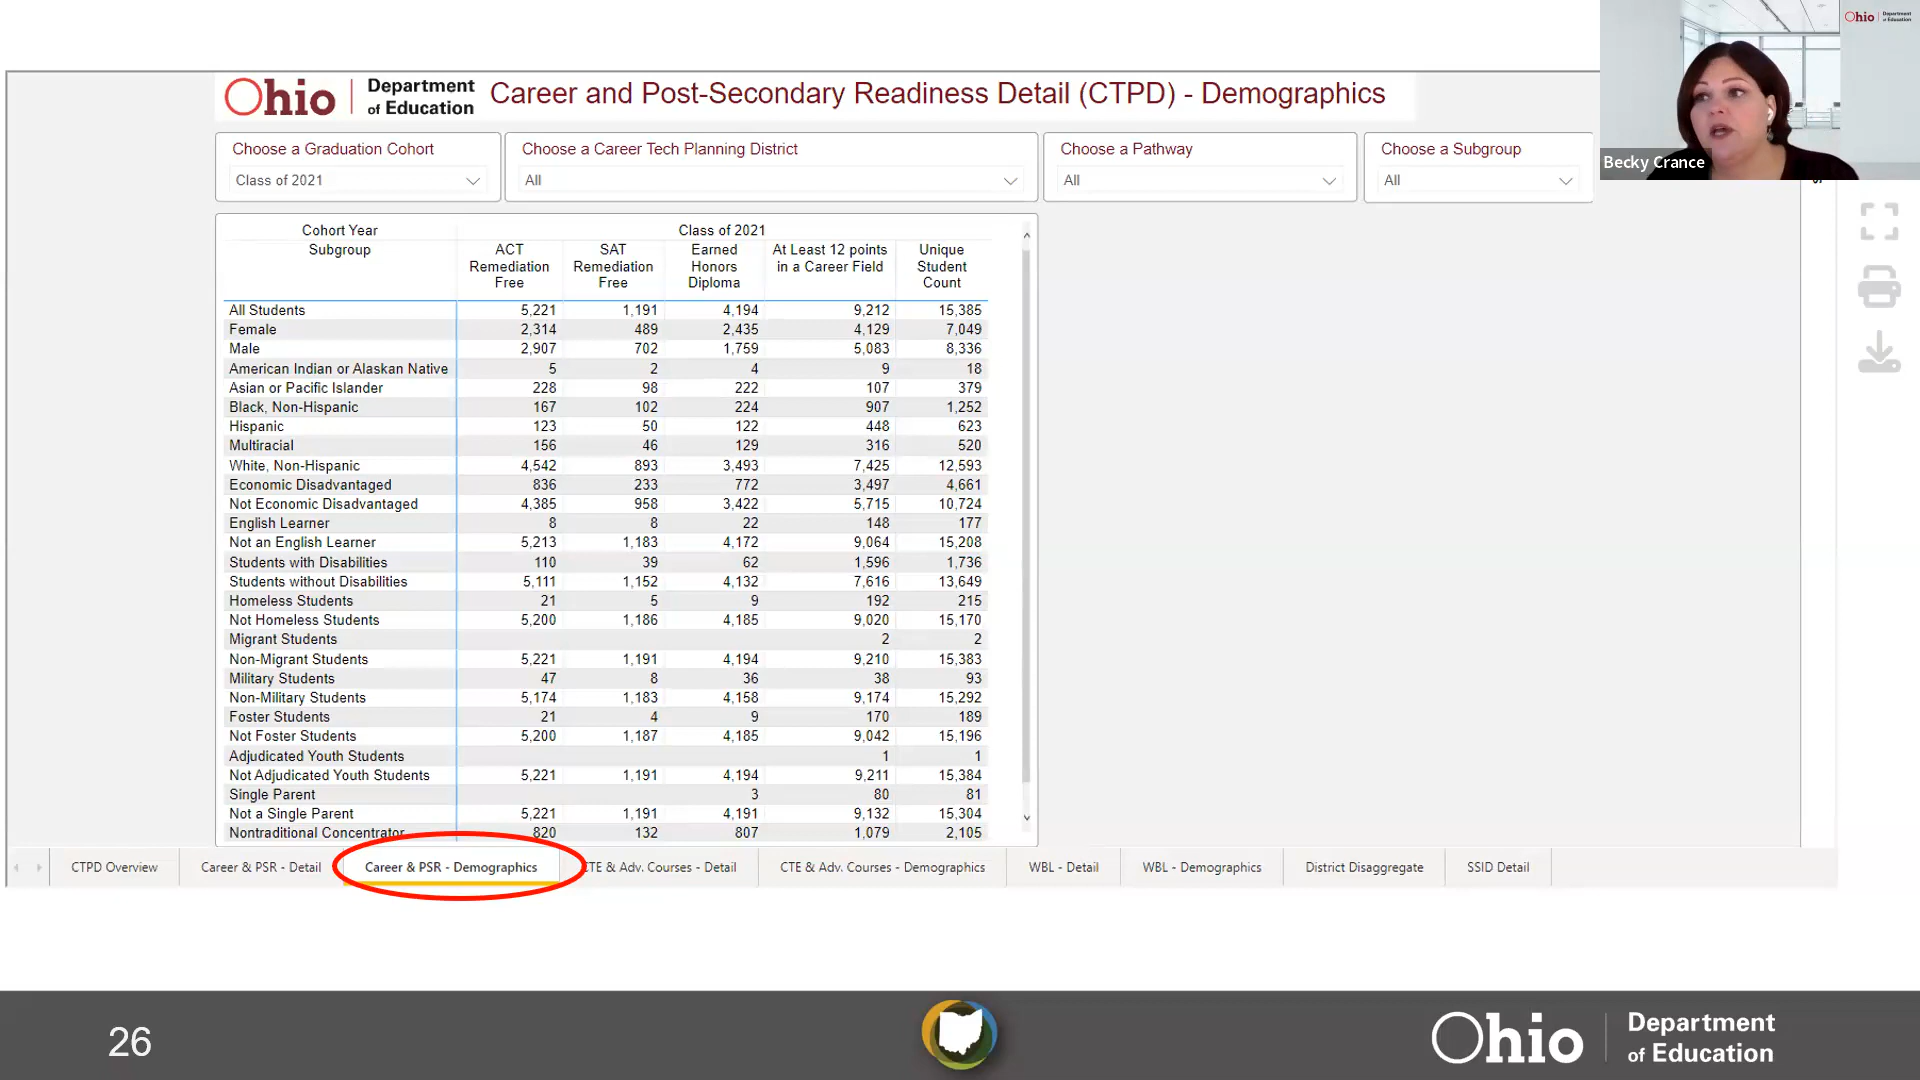 Ohio Department of Education
Career and Post-Secondary Readiness Detail (CTPD) - Demographics
Ohio Department of Education
Becky Crance
Choose a Graduation Cohort
Class of 2021
Choose a Career Tech Planning District
All
Choose a Pathway
All
Choose a Subgroup
All
Cohort Year Class of 2021
Subgroup ACT Remediation Free SAT Remediation Free Earned Honors Diploma At Least 12 points in a Career Field Unique Student Count
All Students 5,221 1,191 4,194 9,212 15,385
Female 2,314 489 2,435 4,129 7,049
Male 2,907 702 1,759 5,083 8,336
American Indian or Alaskan Native 5 2 4 9 18
Asian or Pacific Islander 228 98 222 107 379
Black, Non-Hispanic 167 102 224 907 1,252
Hispanic 123 50 122 448 623
Multiracial 156 46 129 316 520
White, Non-Hispanic 4,542 893 3,493 7,425 12,593
Economic Disadvantaged 836 233 772 3,497 4,661
Not Economic Disadvantaged 4,385 958 3,422 5,715 10,724
English Learner 8 8 22 148 177
Not an English Learner 5,213 1,183 4,172 9,064 15,208
Students with Disabilities 110 39 62 1,596 1,736
Students without Disabilities 5,111 1,152 4,132 7,616 13,649
Homeless Students 21 5 9 192 215
Not Homeless Students 5,200 1,186 4,185 9,020 15,170
Migrant Students 2 2
Non-Migrant Students 5,221 1,191 4,194 9,210 15,383
Military Students 47 8 36 38 93
Non-Military Students 5,174 1,183 4,158 9,174 15,292
Foster Students 21 4 9 170 189
Not Foster Students 5,200 1,187 4,185 9,042 15,196
Adjudicated Youth Students 1 1
Not Adjudicated Youth Students 5,221 1,191 4,194 9,211 15,384
Single Parent 3 80 81
Not a Single Parent 5,221 1,191 4,191 9,132 15,304
Nontraditional Concentrator 820 132 807 1,079 2,105
CTPD Overview Career & PSR - Detail Career & PSR - Demographics CTE & Adv. Courses - Detail CTE & Adv. Courses - Demographics WBL - Detail WBL - Demographics District Disaggregate SSID Detail
26
Ohio Department of Education